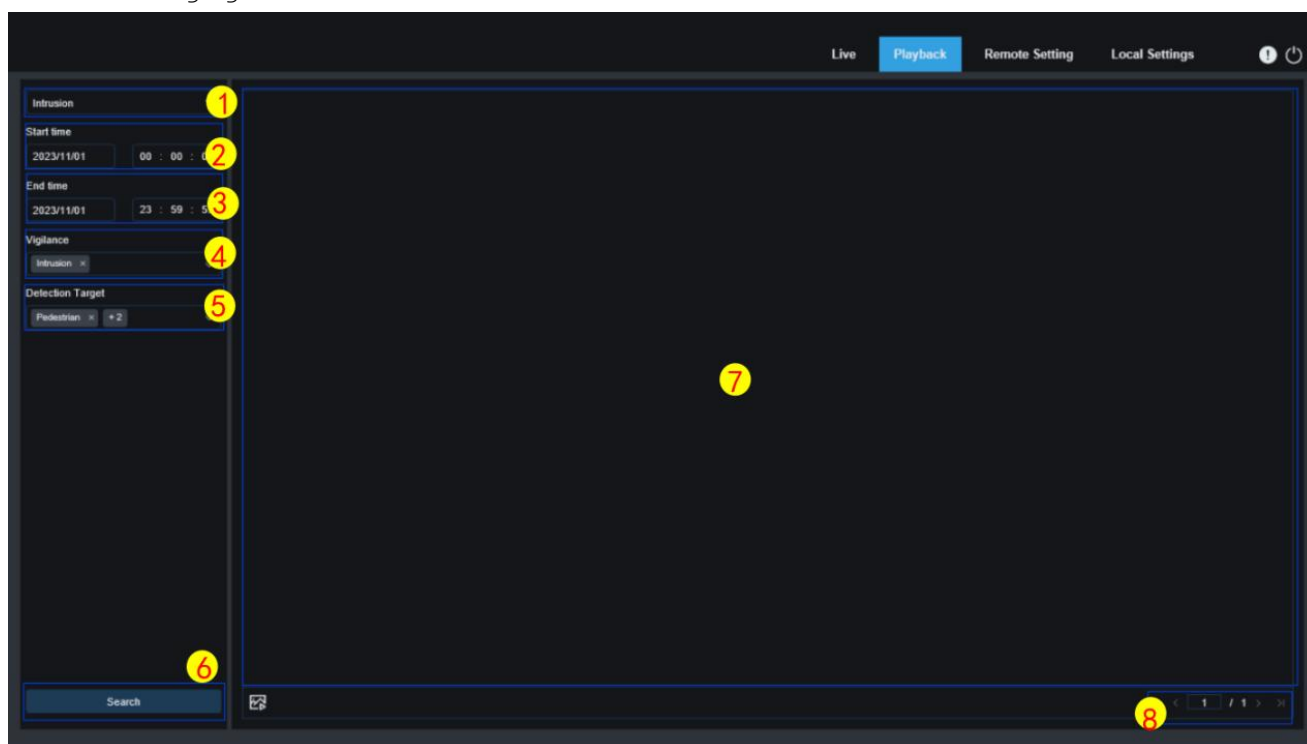 Live Playback Remote Setting Local Settings
Intrusion 1
Start time
2023/11/01 00 : 00 : 2
End time
2023/11/01 23 : 59 : 3
Vigilance
Intrusion × 4
Detection Target
Pedestrian × +2 5
7
6
Search
8 < 1 / 1 >